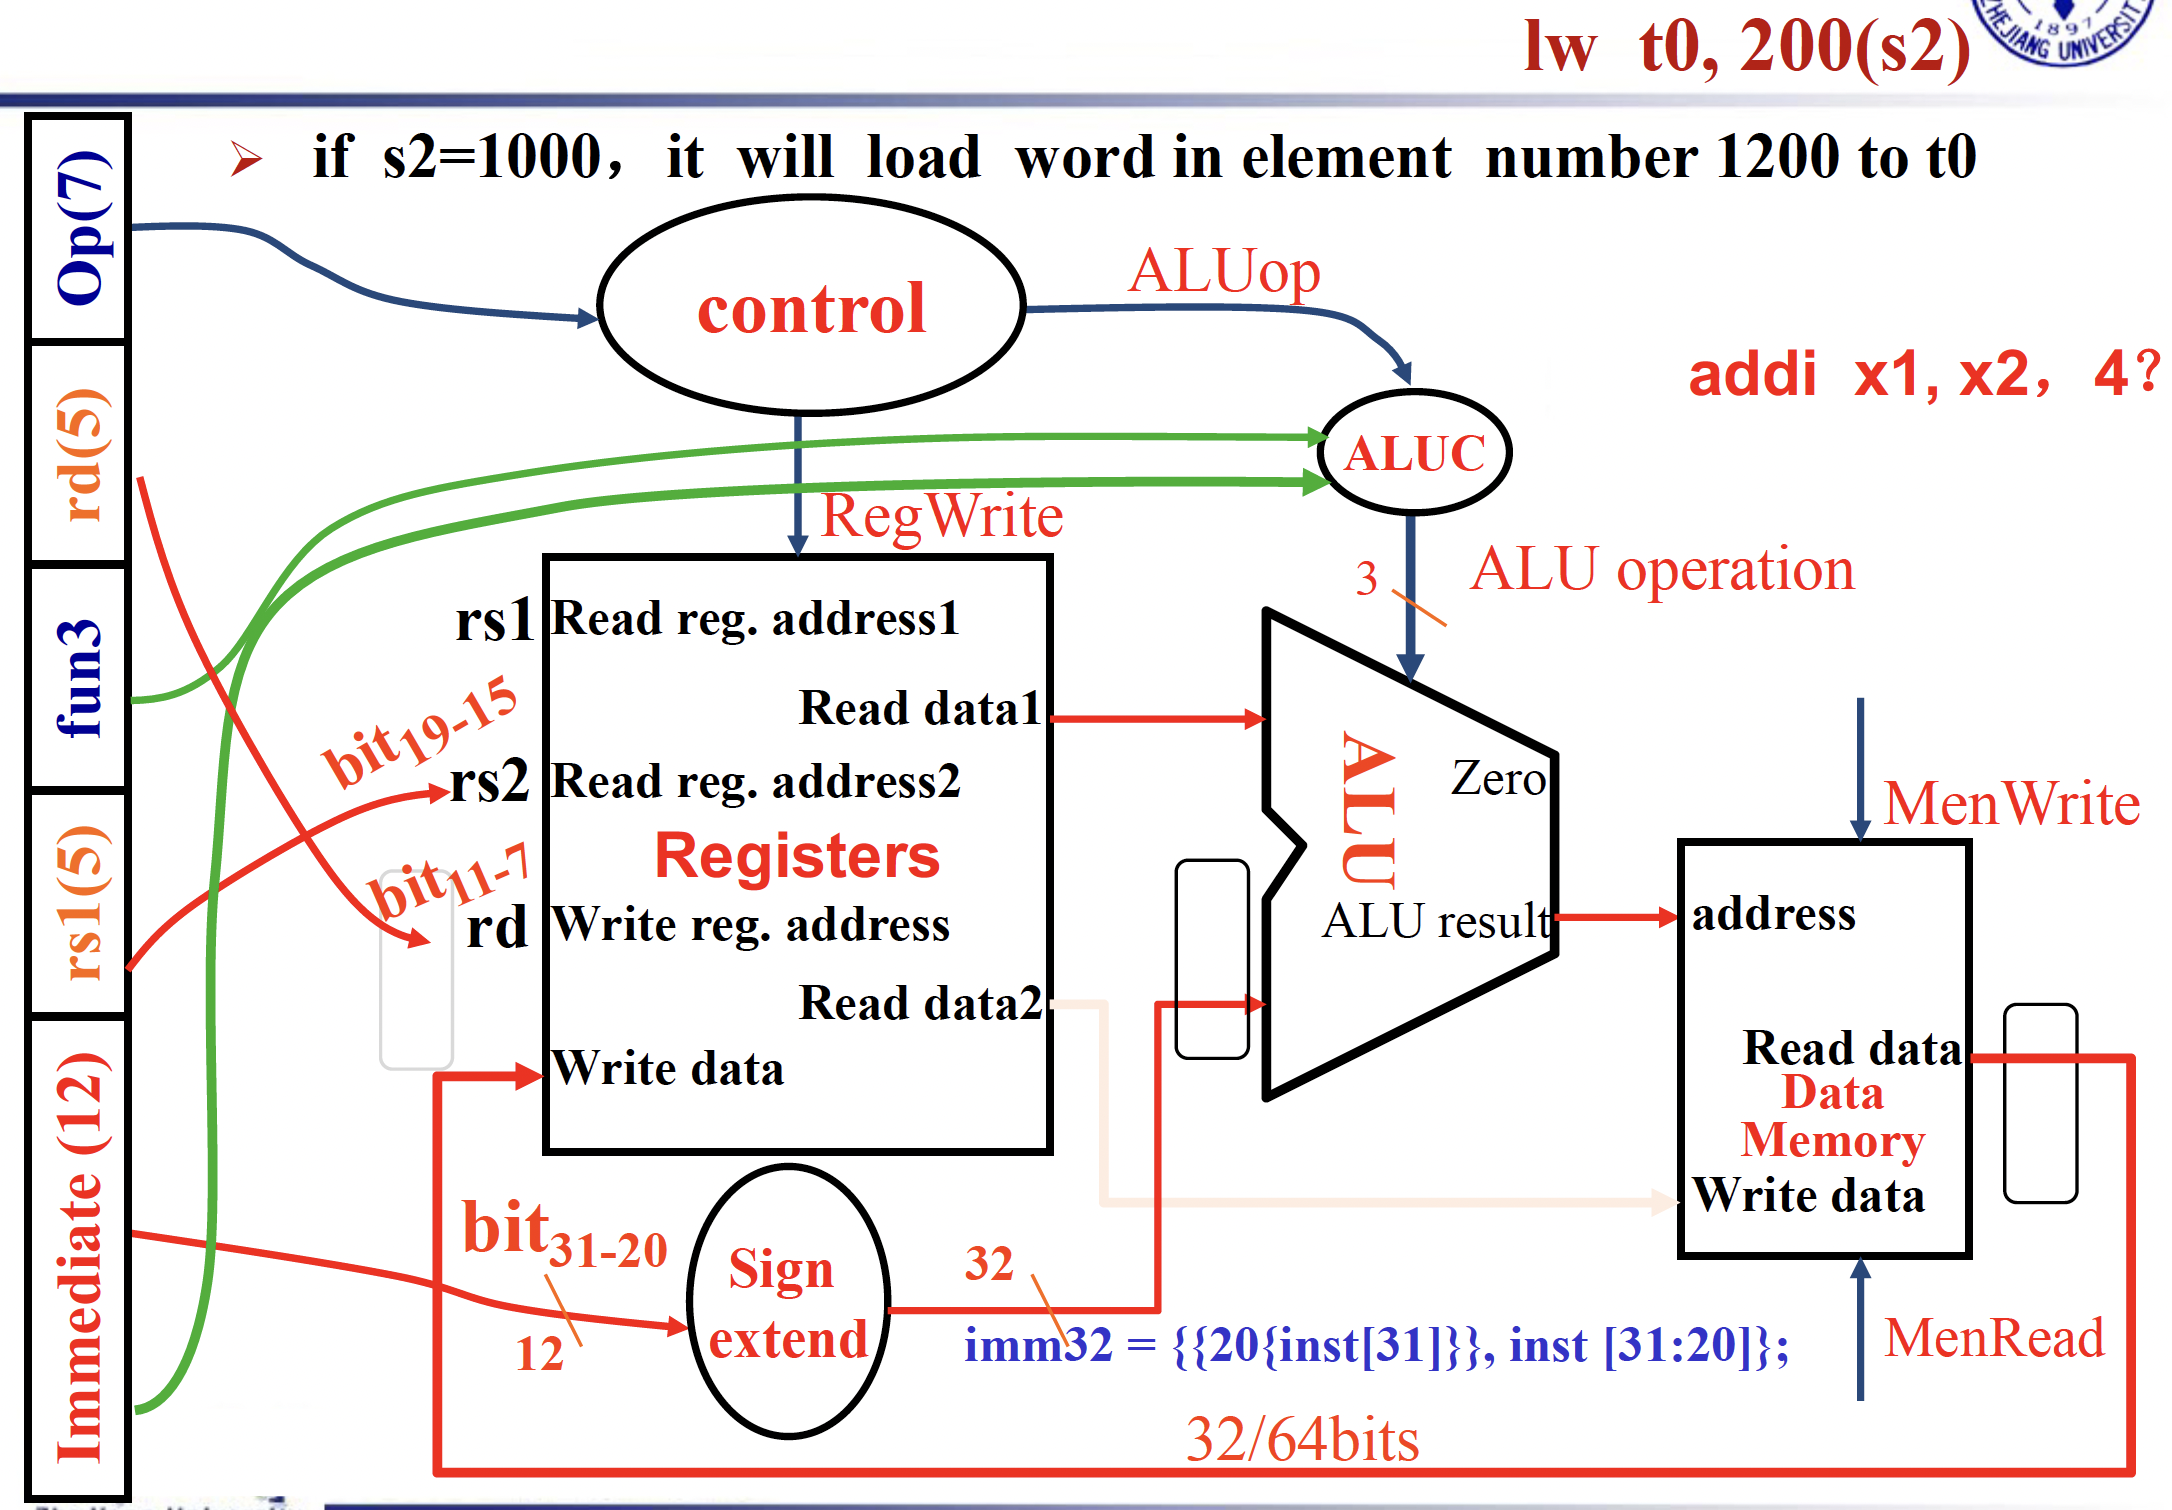 lw t0, 200(s2)
ZHEJIANG UNIVERSITY
1897
if s2=1000，it will load word in element number 1200 to t0
Op(7)
rd(5)
fun3
rs1(5)
Immediate (12)
control
ALUop
addi x1, x2，4？
ALUC
RegWrite
3
ALU operation
rs1
Read reg. address1
bit19-15
Read data1
rs2
Read reg. address2
Registers
bit11-7
rd
Write reg. address
Read data2
Write data
ALU
Zero
ALU result
MenWrite
address
Read data
Data
Memory
Write data
MenRead
bit31-20
12
Sign
extend
32
imm32 = {{20{inst[31]}}, inst [31:20]};
32/64bits